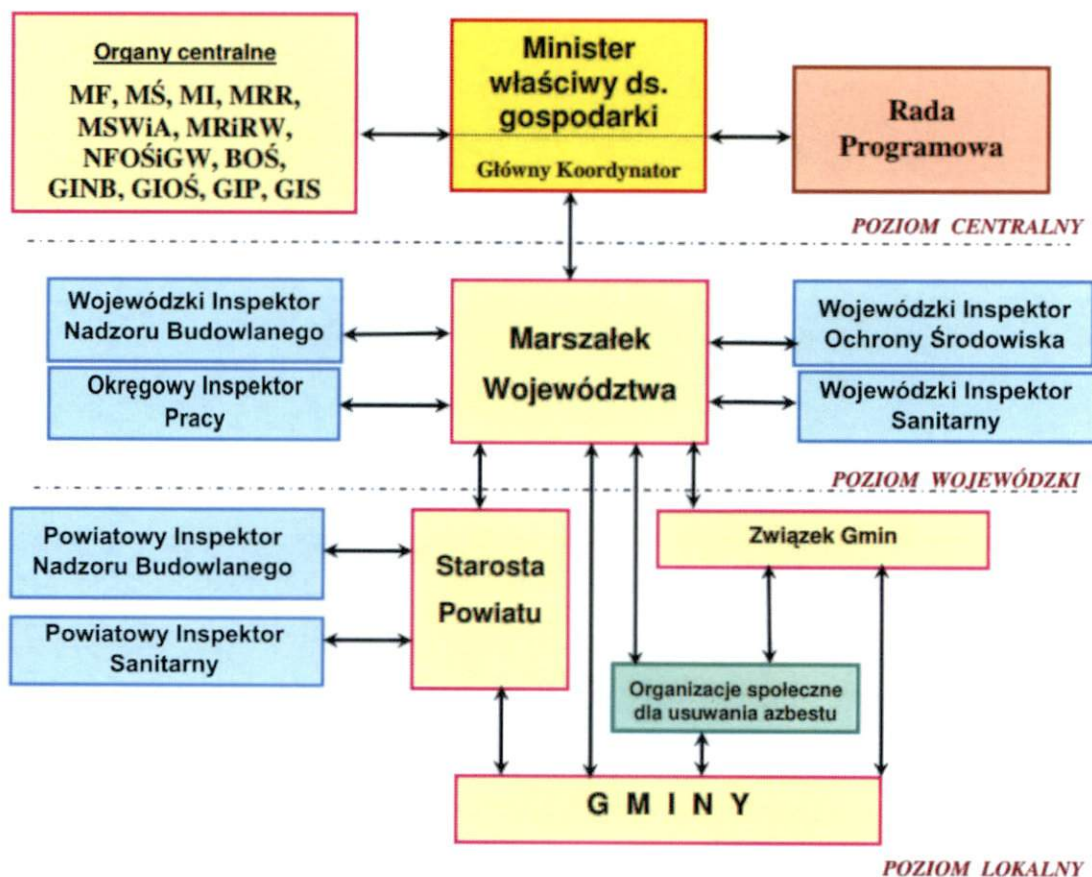 Organy centralne
MF, MŚ, MI, MRR,
MSWiA, MRiRW,
NFOŚiGW, BOŚ,
GINB, GIOŚ, GIP, GIS
Minister
właściwy ds.
gospodarki
Główny Koordynator
Rada
Programowa
POZIOM CENTRALNY
Wojewódzki Inspektor
Nadzoru Budowlanego
Okręgowy Inspektor
Pracy
Marszałek
Województwa
Wojewódzki Inspektor
Ochrony Środowiska
Wojewódzki Inspektor
Sanitarny
POZIOM WOJEWÓDZKI
Powiatowy Inspektor
Nadzoru Budowlanego
Powiatowy Inspektor
Sanitarny
Starosta
Powiatu
Związek Gmin
Organizacje społeczne
dla usuwania azbestu
G M I N Y
POZIOM LOKALNY